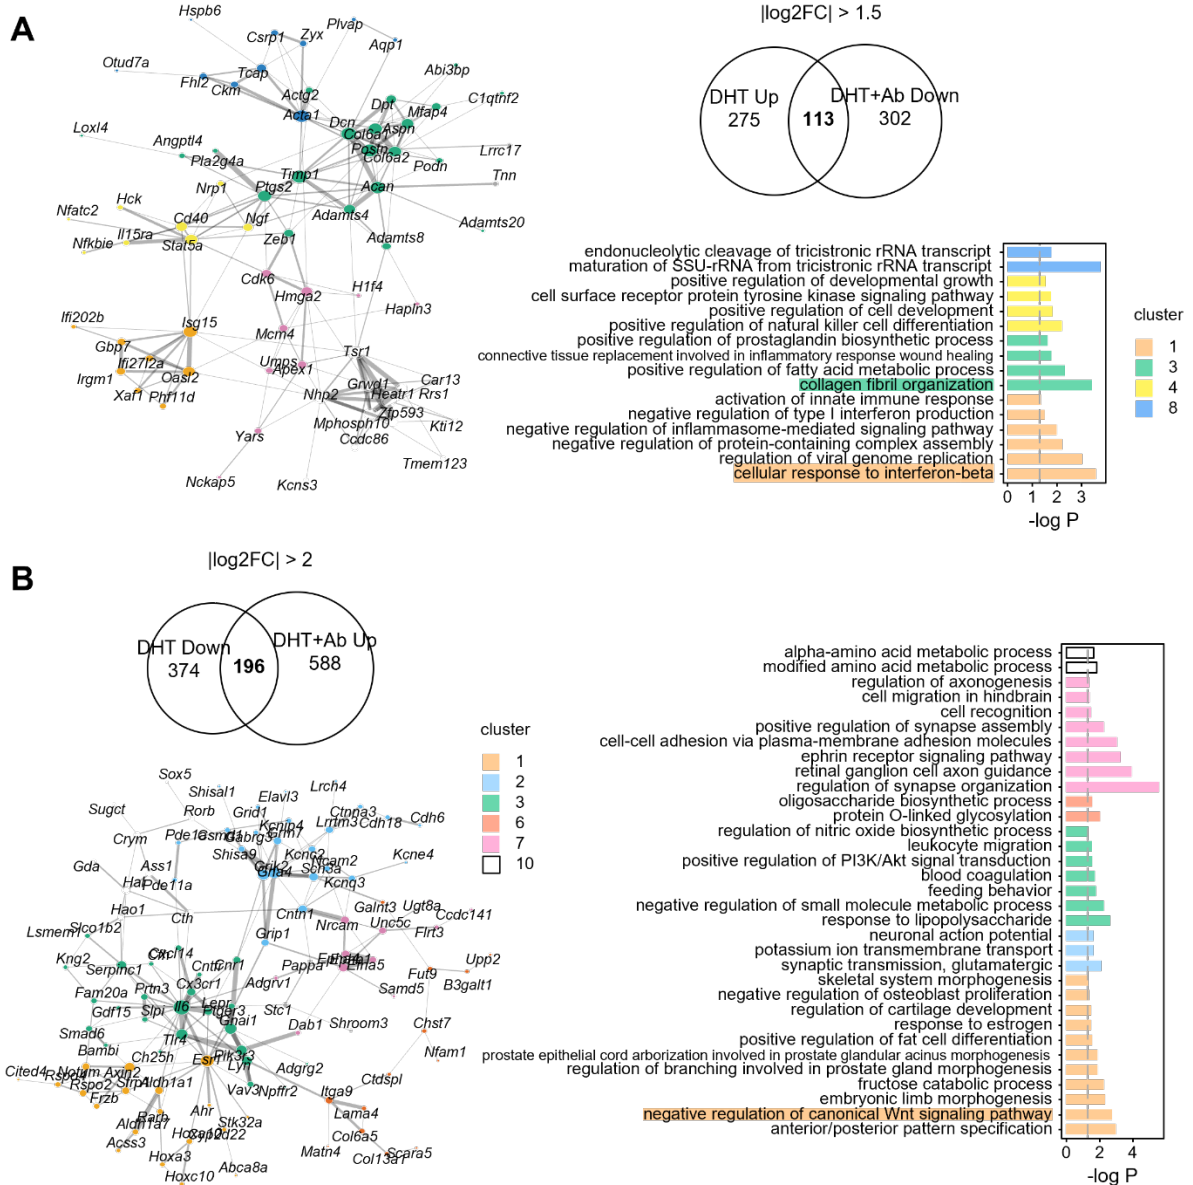 A
|log2FC| > 1.5
DHT Up
275
113
DHT+Ab Down
302
Hspb6
Plvap
Csrp1
Zyx
Aqp1
Otud7a
Tcap
Fhl2
Ckm
Abi3bp
Actg2
Acta1
Dpt
C1qtnf2
Mfap4
Dcn
Aspn
Col6a1
Loxl4
Angptl4
Postn
Col6a2
Lrrc17
Pla2g4a
Podn
Timp1
Tnn
Nrp1
Ptgs2
Acan
Hck
Nfatc2
Cd40
Ngf
Adamts4
Adamts20
Il15ra
Nfkbie
Stat5a
Zeb1
Adamts8
Cdk6
H1f4
Hmga2
Hapln3
Ifi202b
Isg15
Mcm4
Gbp7
Ifi27l2a
Tsr1
Umps
Apex1
Irgm1
Oasl2
Grwd1
Car13
Xaf1
Phf11d
Nhp2
Heatr1
Rrs1
Zfp593
Mphosph10
Kti12
Yars
Ccdc86
Tmem123
Nckap5
Kcns3
endonucleolytic cleavage of tricistronic rRNA transcript
maturation of SSU-rRNA from tricistronic rRNA transcript
positive regulation of developmental growth
cell surface receptor protein tyrosine kinase signaling pathway
positive regulation of cell development
positive regulation of natural killer cell differentiation
positive regulation of prostaglandin biosynthetic process
connective tissue replacement involved in inflammatory response wound healing
positive regulation of fatty acid metabolic process
collagen fibril organization
activation of innate immune response
negative regulation of type I interferon production
negative regulation of inflammasome-mediated signaling pathway
negative regulation of protein-containing complex assembly
regulation of viral genome replication
cellular response to interferon-beta
0 1 2 3
-log P
cluster
1
3
4
8
B
|log2FC| > 2
DHT Down
374
196
DHT+Ab Up
588
cluster
1
2
3
6
7
10
Sox5
Shisal1
Lrch4
Elavl3
Sugct
Rorb
Grid1
Ctnna3
Kcnip4
Lrrtm3
Cdh18
Cdh6
Crym
Gabrg3
Grm7
Shisa9
Kcnc2
Ncam2
Kcne4
Gda
Ass1
Grik2
Gria4
Scn3a
Pde11a
Kcnq3
Hao1
Cth
Cntn1
Galnt3
Ugt8a
Ccdc141
Nrcam
Unc5c
Flrt3
Slco1b2
Lsmem1
Grip1
Kng2
Serpinc1
Cnr1
Pappa
Efna5
Upp2
Fut9
Adgrv1
B3galt1
Fam20a
Prtn3
Cx3cr1
Samd5
Gdf15
Slpi
Il6
Lepr
Ptger3
Stc1
Gnai1
Dab1
Shroom3
Chst7
Smad6
Tlr4
Bambi
Ch25h
Esr1
Pik3r3
Lyn
Adgrg2
Nfam1
Cited4
Rspo4
Notum
Axin2
Rspo2
Sfrp4
Aldh1a1
Vav3
Npffr2
Ctdspl
Itga9
Frzb
Rarb
Ahr
Stk32a
Lama4
Aldh1a7
Col6a5
Acss3
Matn4
Col13a1
Scara5
Hoxa3
Abca8a
Hoxc10
alpha-amino acid metabolic process
modified amino acid metabolic process
regulation of axonogenesis
cell migration in hindbrain
cell recognition
positive regulation of synapse assembly
cell-cell adhesion via plasma-membrane adhesion molecules
ephrin receptor signaling pathway
retinal ganglion cell axon guidance
regulation of synapse organization
oligosaccharide biosynthetic process
protein O-linked glycosylation
regulation of nitric oxide biosynthetic process
leukocyte migration
positive regulation of PI3K/Akt signal transduction
blood coagulation
feeding behavior
negative regulation of small molecule metabolic process
response to lipopolysaccharide
neuronal action potential
potassium ion transmembrane transport
synaptic transmission, glutamatergic
skeletal system morphogenesis
negative regulation of osteoblast proliferation
regulation of cartilage development
response to estrogen
positive regulation of fat cell differentiation
prostate epithelial cord arborization involved in prostate glandular acinus morphogenesis
regulation of branching involved in prostate gland morphogenesis
fructose catabolic process
embryonic limb morphogenesis
negative regulation of canonical Wnt signaling pathway
anterior/posterior pattern specification
0 2 4
-log P